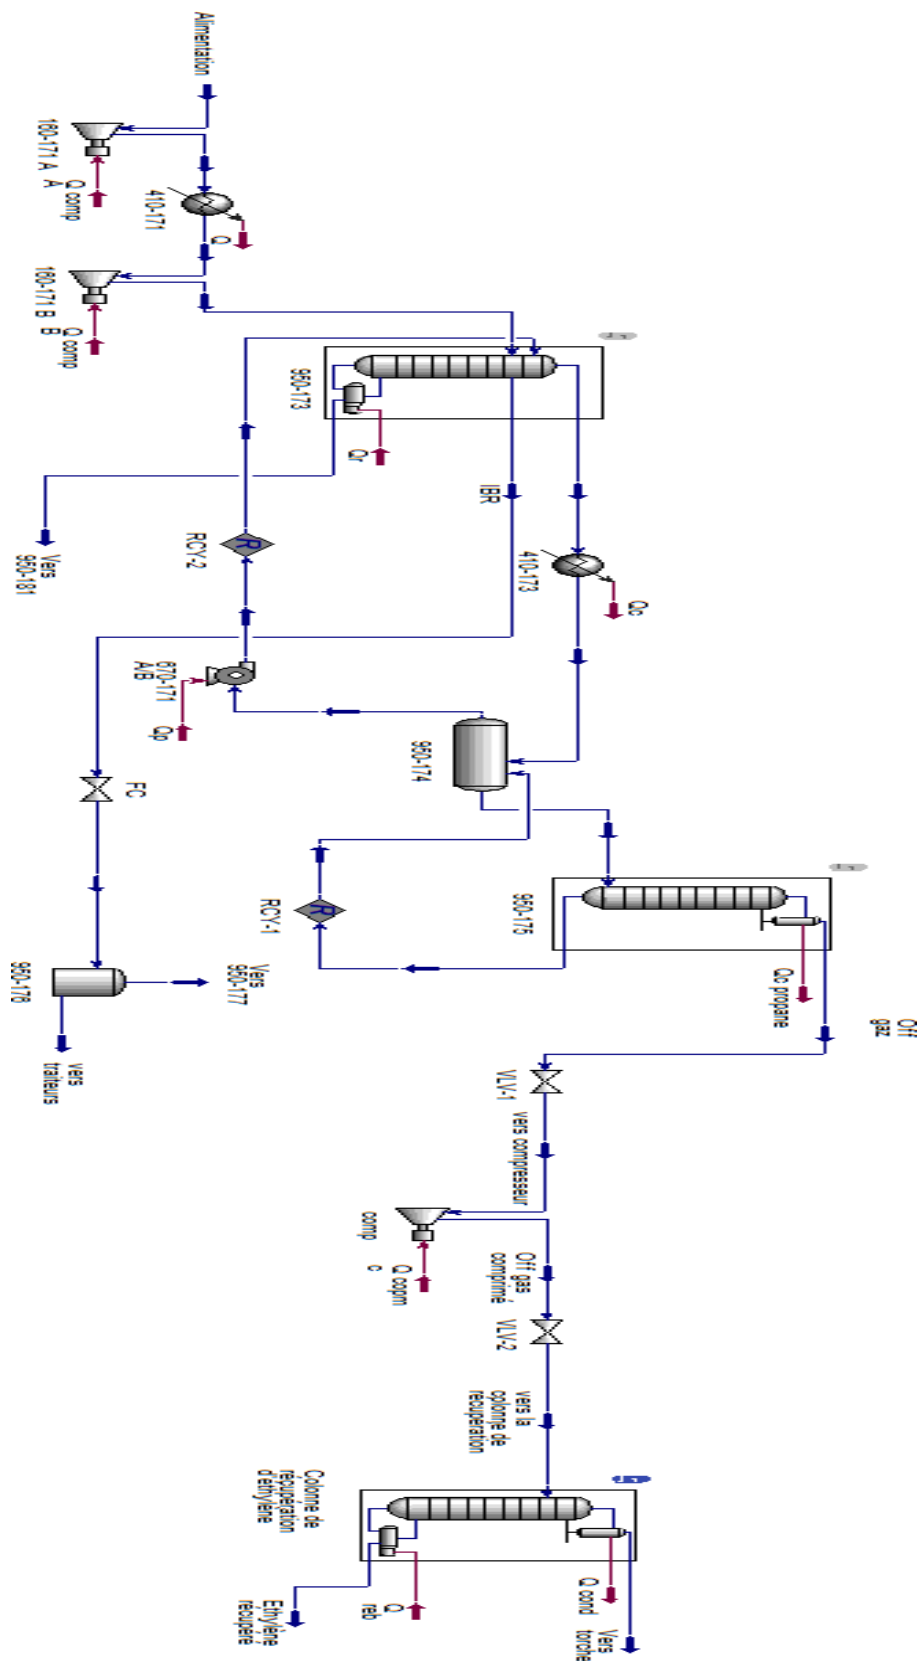 Alimentation
160-171 A
Q comp
A
410-171
Q
160-171 B
Q comp
B
950-173
Qr
Vers
950-181
IBR
410-173
Qc
RCY-2
670-171
A/B
Qp
950-174
FC
RCY-1
950-175
Qc propane
Off
gaz
950-176
Vers
950-177
vers
traiteurs
VLV-1
vers compresseur
comp
Q copm
c
Off gas
comprimé
VLV-2
vers la
colonne de
récupération
Colonne de
récupération
d'éthylène
Q
reb
Q cond
Vers
torche
Ethylène
récupéré